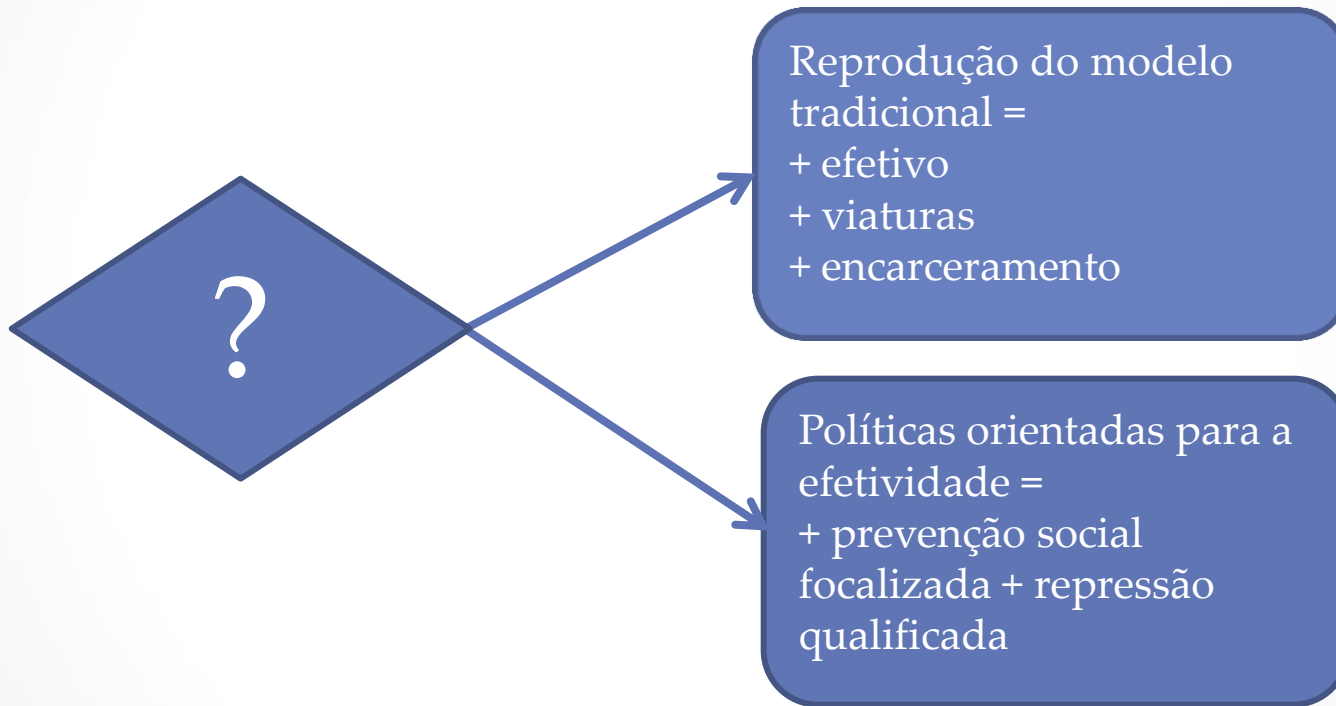 ?
Reprodução do modelo
tradicional =
+ efetivo
+ viaturas
+ encarceramento
Políticas orientadas para a
efetividade =
+ prevenção social
focalizada + repressão
qualificada